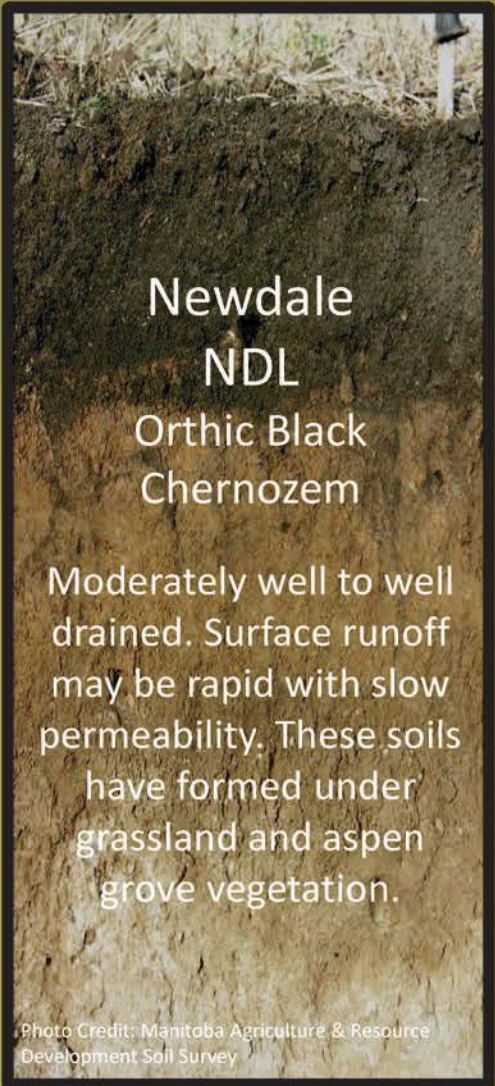 Newdale
NDL
Orthic Black
Chernozem
Moderately well to well
drained. Surface runoff
may be rapid with slow
permeability. These soils
have formed under
grassland and aspen
grove vegetation.
Photo Credit: Manitoba Agriculture & Resource
Development Soil Survey